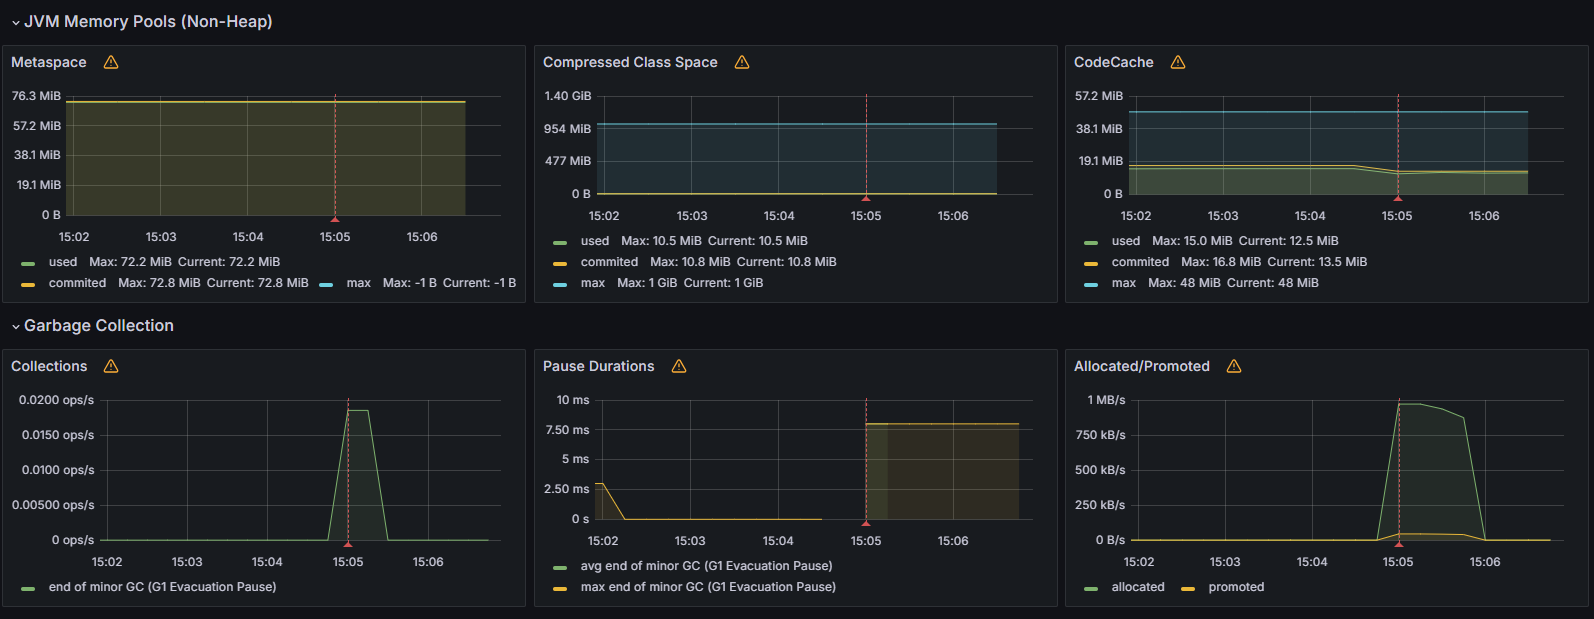 JVM Memory Pools (Non-Heap)
Metaspace
76.3 MiB
57.2 MiB
38.1 MiB
19.1 MiB
0 B
15:02 15:03 15:04 15:05 15:06
used Max: 72.2 MiB Current: 72.2 MiB
commited Max: 72.8 MiB Current: 72.8 MiB max Max: -1 B Current: -1 B
Compressed Class Space
1.40 GiB
954 MiB
477 MiB
0 B
15:02 15:03 15:04 15:05 15:06
used Max: 10.5 MiB Current: 10.5 MiB
commited Max: 10.8 MiB Current: 10.8 MiB
max Max: 1 GiB Current: 1 GiB
CodeCache
57.2 MiB
38.1 MiB
19.1 MiB
0 B
15:02 15:03 15:04 15:05 15:06
used Max: 15.0 MiB Current: 12.5 MiB
commited Max: 16.8 MiB Current: 13.5 MiB
max Max: 48 MiB Current: 48 MiB
Garbage Collection
Collections
0.0200 ops/s
0.0150 ops/s
0.0100 ops/s
0.00500 ops/s
0 ops/s
15:02 15:03 15:04 15:05 15:06
end of minor GC (G1 Evacuation Pause)
Pause Durations
10 ms
7.50 ms
5 ms
2.50 ms
0 s
15:02 15:03 15:04 15:05 15:06
avg end of minor GC (G1 Evacuation Pause)
max end of minor GC (G1 Evacuation Pause)
Allocated/Promoted
1 MB/s
750 kB/s
500 kB/s
250 kB/s
0 B/s
15:02 15:03 15:04 15:05 15:06
allocated promoted